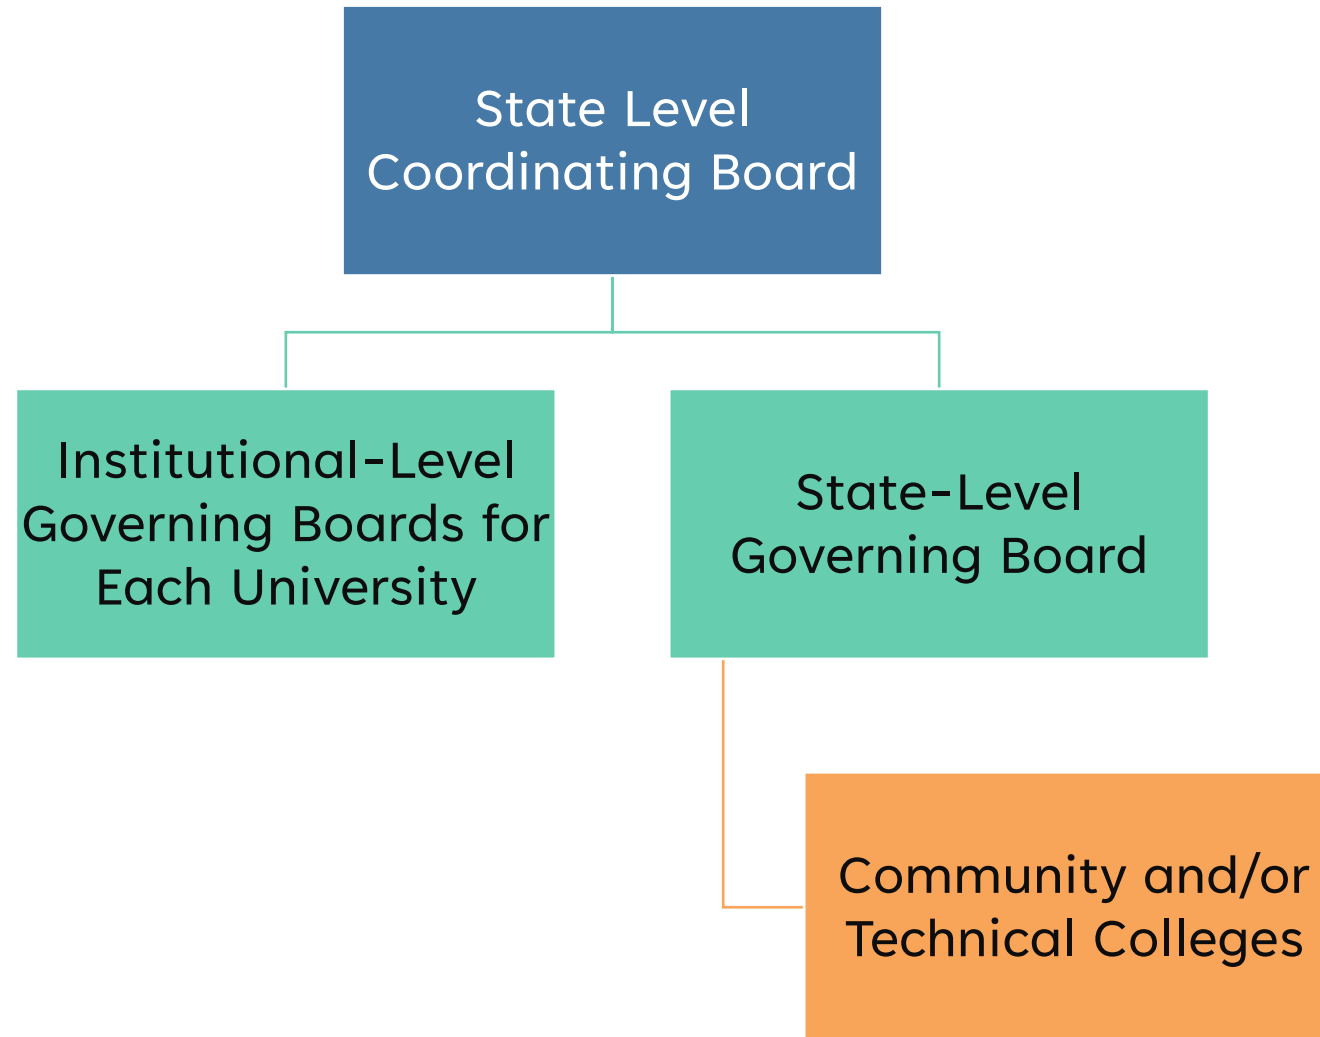 State Level
Coordinating Board
Institutional-Level
Governing Boards for
Each University
State-Level
Governing Board
Community and/or
Technical Colleges